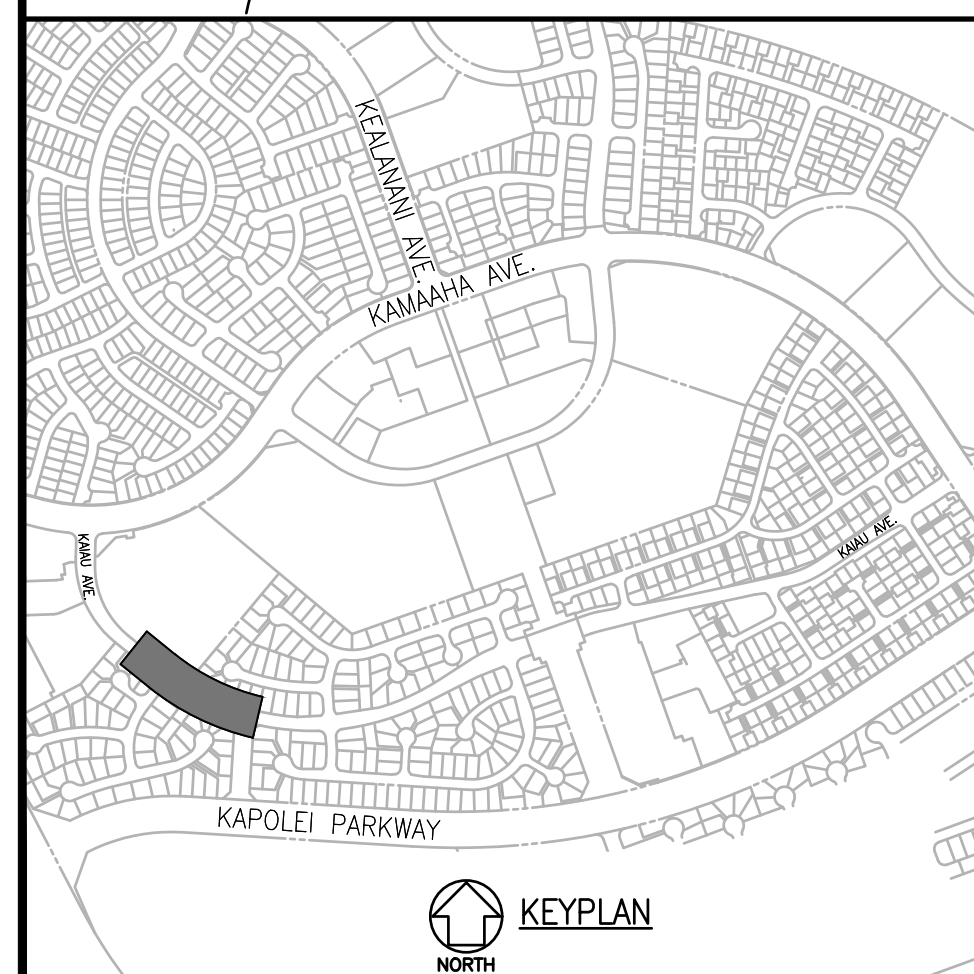 KEALANANI AVE.
KAMAAHA AVE.
KAIAU AVE.
KAIAU AVE.
KAPOLEI PARKWAY
KEYPLAN
NORTH